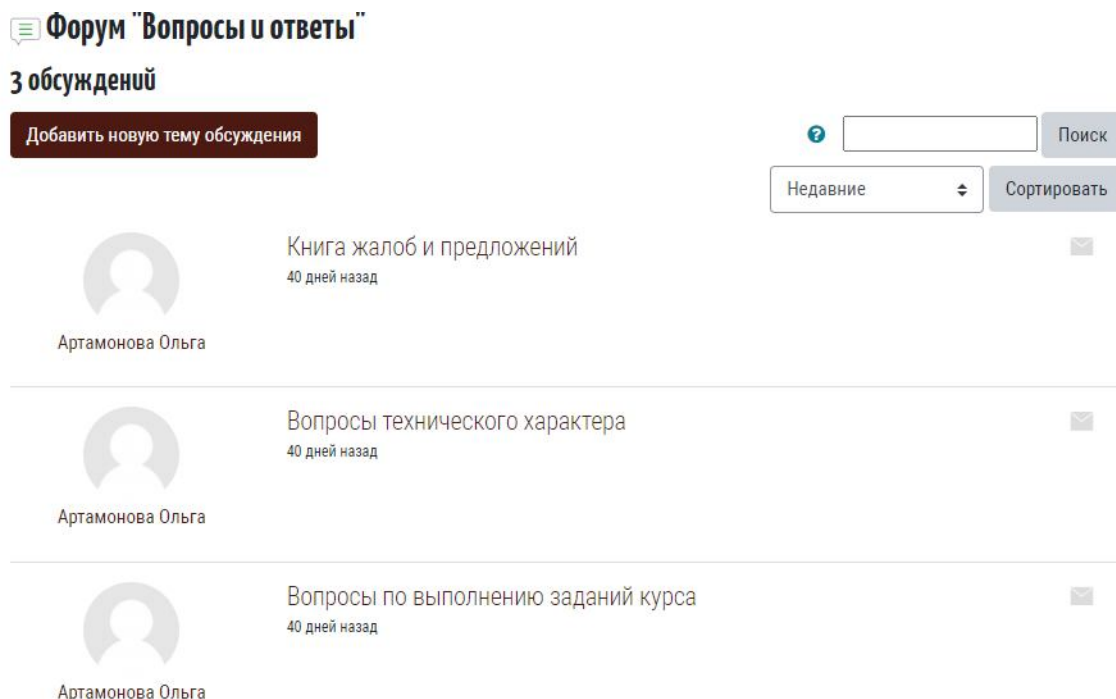 Форум "Вопросы и ответы"
3 обсуждений
Добавить новую тему обсуждения
Поиск
Недавние
Сортировать
Книга жалоб и предложений
40 дней назад
Артамонова Ольга
Вопросы технического характера
40 дней назад
Артамонова Ольга
Вопросы по выполнению заданий курса
40 дней назад
Артамонова Ольга